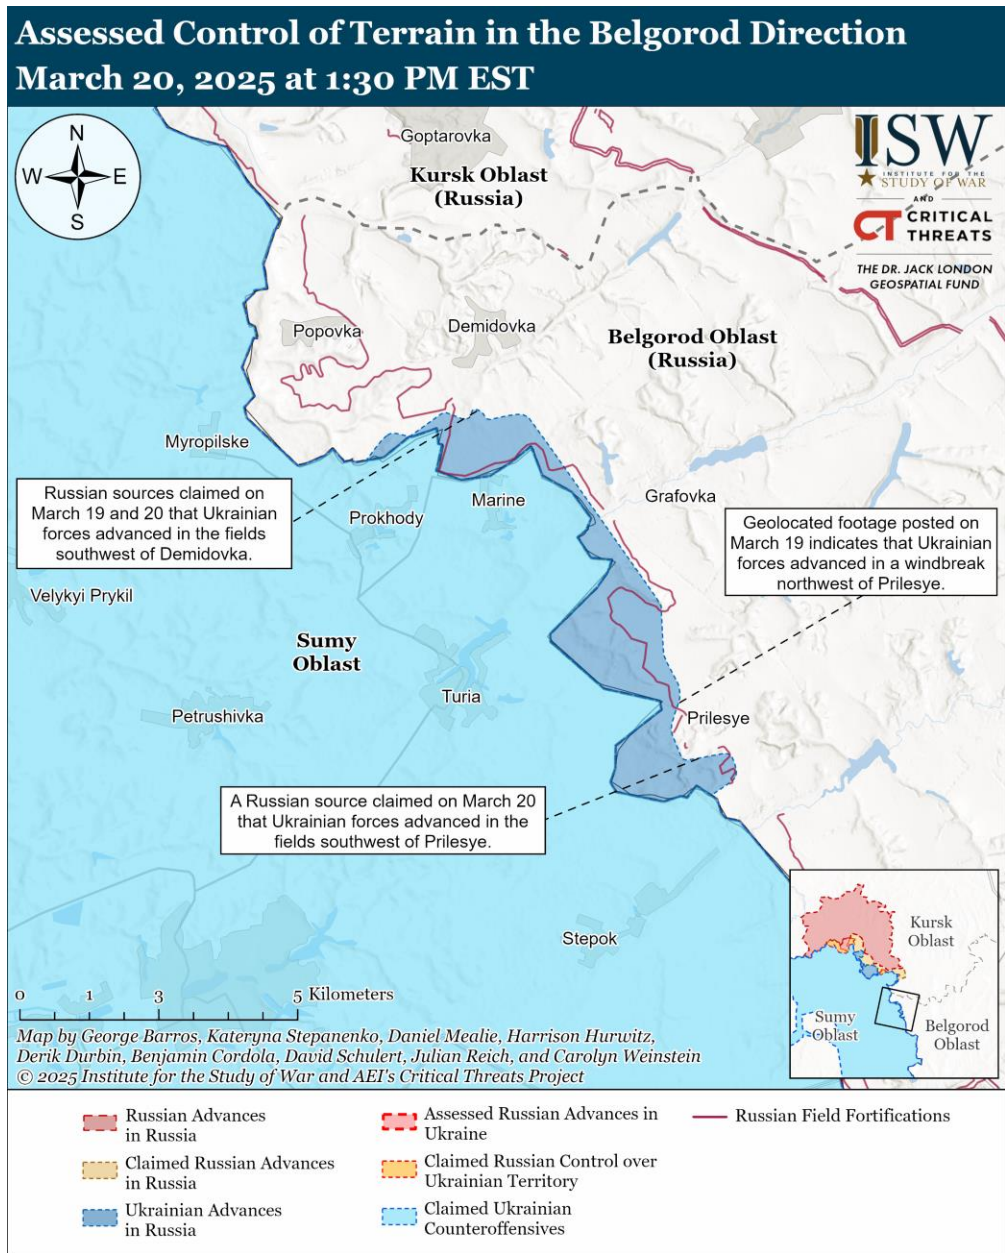 Assessed Control of Terrain in the Belgorod Direction
March 20, 2025 at 1:30 PM EST
N
W
E
S
Goptarovka
Kursk Oblast
(Russia)
ISW
INSTITUTE FOR THE
STUDY OF WAR
AND
CT CRITICAL
THREATS
THE DR. JACK LONDON
GEOSPATIAL FUND
Popovka
Demidovka
Belgorod Oblast
(Russia)
Myropilske
Russian sources claimed on
March 19 and 20 that Ukrainian
forces advanced in the fields
southwest of Demidovka.
Prokhody
Marine
Grafovka
Geolocated footage posted on
March 19 indicates that Ukrainian
forces advanced in a windbreak
northwest of Prilesye.
Velykyi Prykil
Sumy
Oblast
Turia
Petrushivka
Prilesye
A Russian source claimed on March 20
that Ukrainian forces advanced in the
fields southwest of Prilesye.
Stepok
Kursk
Oblast
Sumy
Oblast
Belgorod
Oblast
0 1 3 5 Kilometers
Map by George Barros, Kateryna Stepanenko, Daniel Mealie, Harrison Hurwitz,
Derik Durbin, Benjamin Cordola, David Schulert, Julian Reich, and Carolyn Weinstein
© 2025 Institute for the Study of War and AEI's Critical Threats Project
Russian Advances
in Russia
Claimed Russian Advances
in Russia
Ukrainian Advances
in Russia
Assessed Russian Advances in
Ukraine
Claimed Russian Control over
Ukrainian Territory
Claimed Ukrainian
Counteroffensives
Russian Field Fortifications